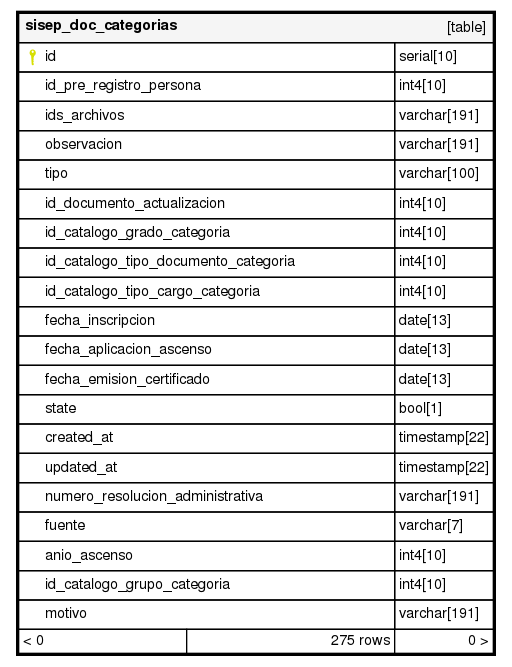 sisep_doc_categorias [table]
id serial[10]
id_pre_registro_persona int4[10]
ids_archivos varchar[191]
observacion varchar[191]
tipo varchar[100]
id_documento_actualizacion int4[10]
id_catalogo_grado_categoria int4[10]
id_catalogo_tipo_documento_categoria int4[10]
id_catalogo_tipo_cargo_categoria int4[10]
fecha_inscripcion date[13]
fecha_aplicacion_ascenso date[13]
fecha_emision_certificado date[13]
state bool[1]
created_at timestamp[22]
updated_at timestamp[22]
numero_resolucion_administrativa varchar[191]
fuente varchar[7]
anio_ascenso int4[10]
id_catalogo_grupo_categoria int4[10]
motivo varchar[191]
< 0 275 rows 0 >